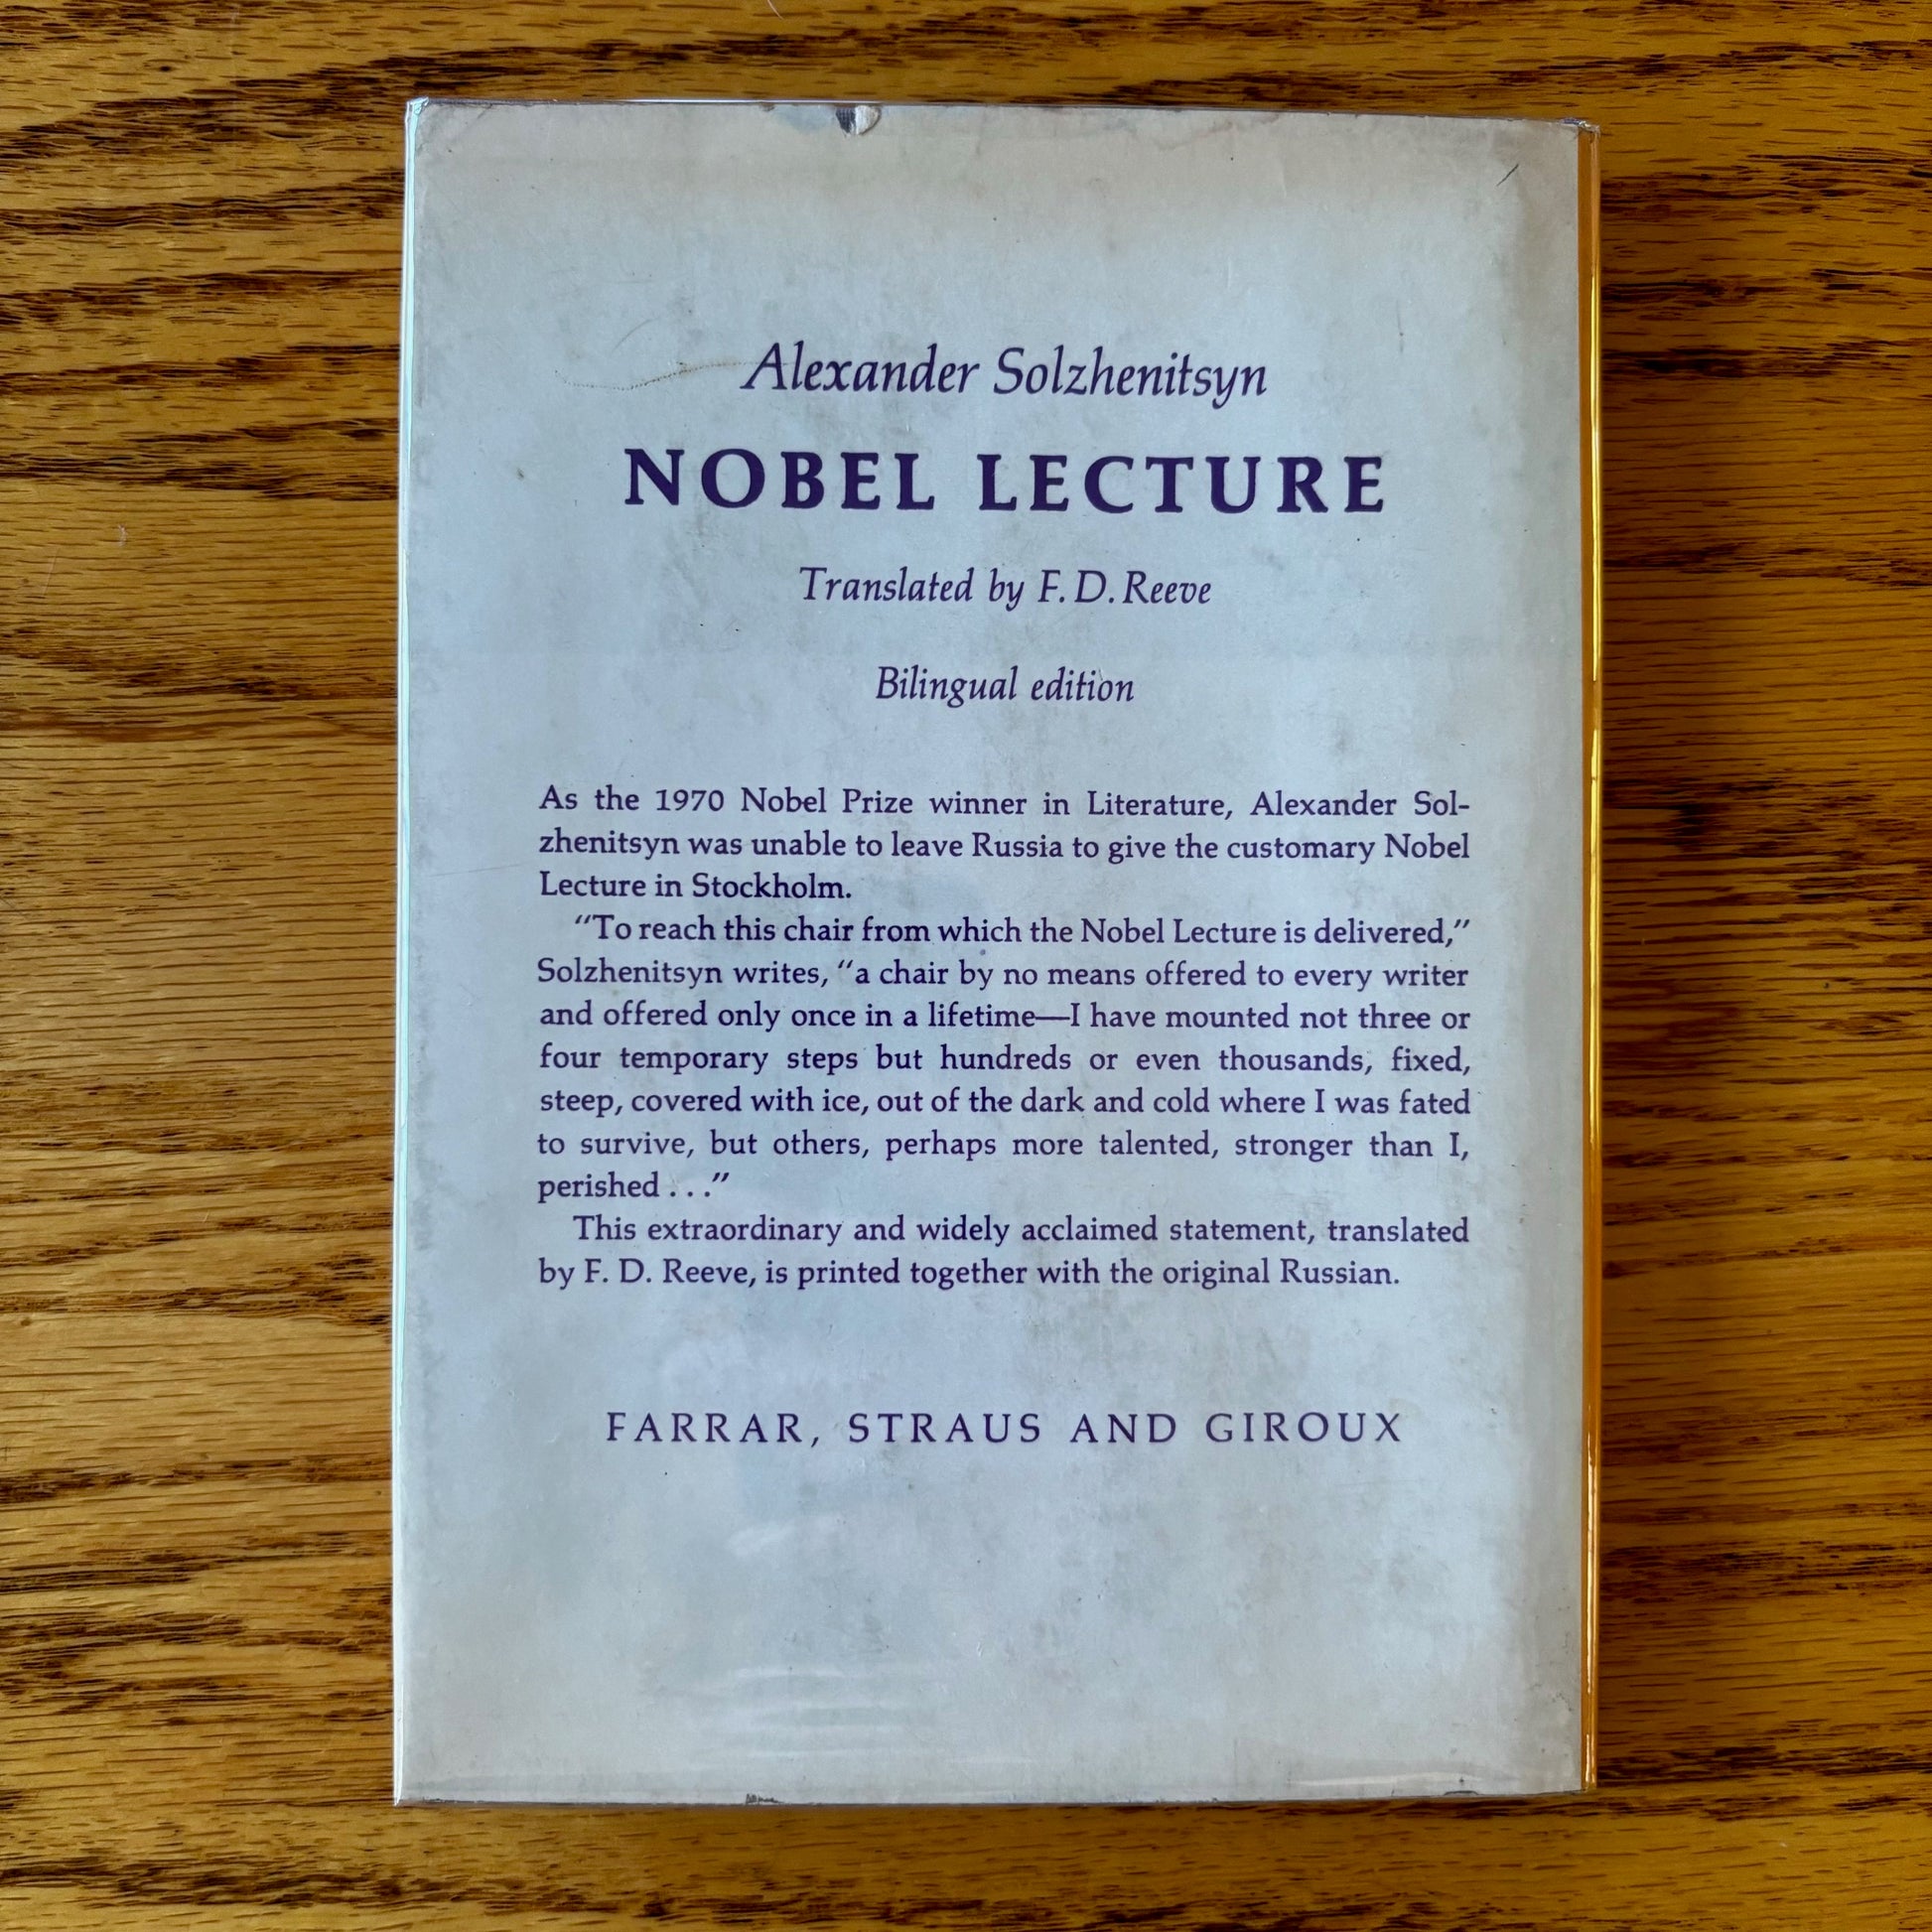 Alexander Solzhenitsyn
NOBEL LECTURE
Translated by F. D. Reeve
Bilingual edition
As the 1970 Nobel Prize winner in Literature, Alexander Sol-
zhenitsyn was unable to leave Russia to give the customary Nobel
Lecture in Stockholm.
“To reach this chair from which the Nobel Lecture is delivered,”
Solzhenitsyn writes, “a chair by no means offered to every writer
and offered only once in a lifetime—I have mounted not three or
four temporary steps but hundreds or even thousands, fixed,
steep, covered with ice, out of the dark and cold where I was fated
to survive, but others, perhaps more talented, stronger than I,
perished . . .”
This extraordinary and widely acclaimed statement, translated
by F. D. Reeve, is printed together with the original Russian.
FARRAR, STRAUS AND GIROUX